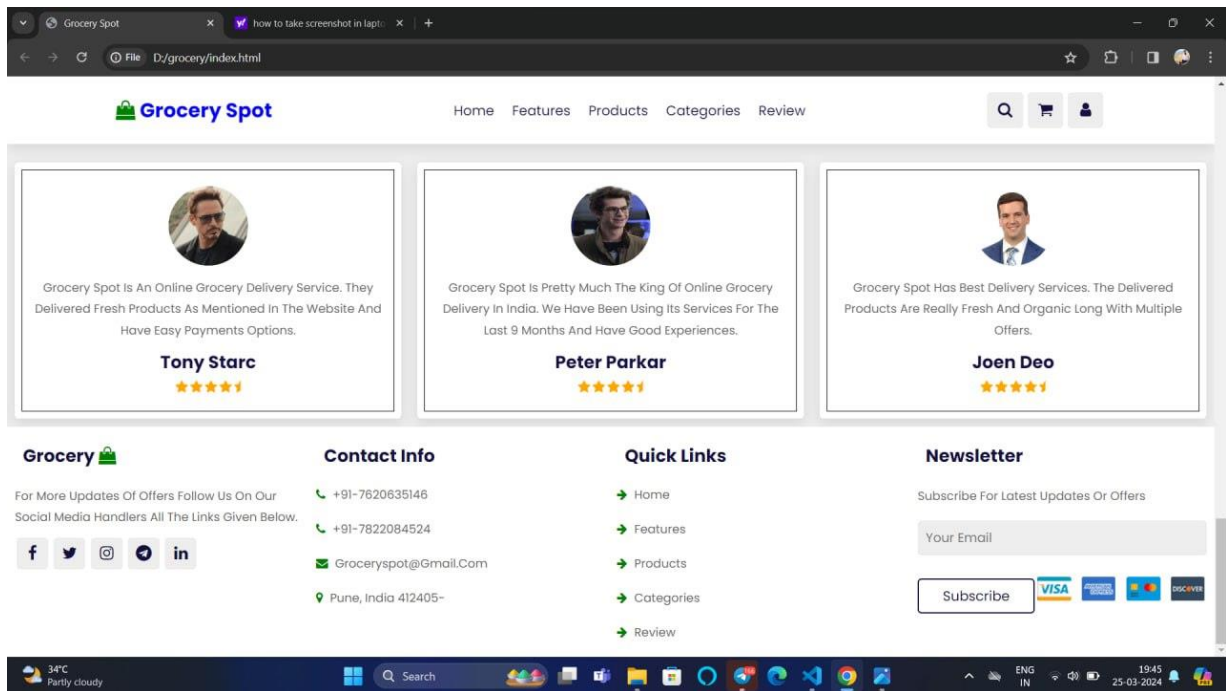 Grocery Spot
how to take screenshot in lapto
File D:/grocery/index.html
Grocery Spot
Home Features Products Categories Review
Grocery Spot Is An Online Grocery Delivery Service. They
Delivered Fresh Products As Mentioned In The Website And
Have Easy Payments Options.
Tony Starc
Grocery Spot Is Pretty Much The King Of Online Grocery
Delivery In India. We Have Been Using Its Services For The
Last 9 Months And Have Good Experiences.
Peter Parkar
Grocery Spot Has Best Delivery Services. The Delivered
Products Are Really Fresh And Organic Long With Multiple
Offers.
Joen Deo
Grocery
For More Updates Of Offers Follow Us On Our
Social Media Handlers All The Links Given Below.
Contact Info
+91-7620635146
+91-7822084524
Groceryspot@Gmail.Com
Pune, India 412405-
Quick Links
Home
Features
Products
Categories
Review
Newsletter
Subscribe For Latest Updates Or Offers
Your Email
Subscribe
VISA
DISCOVER
34°C
Partly cloudy
Search
ENG
IN
19:45
25-03-2024